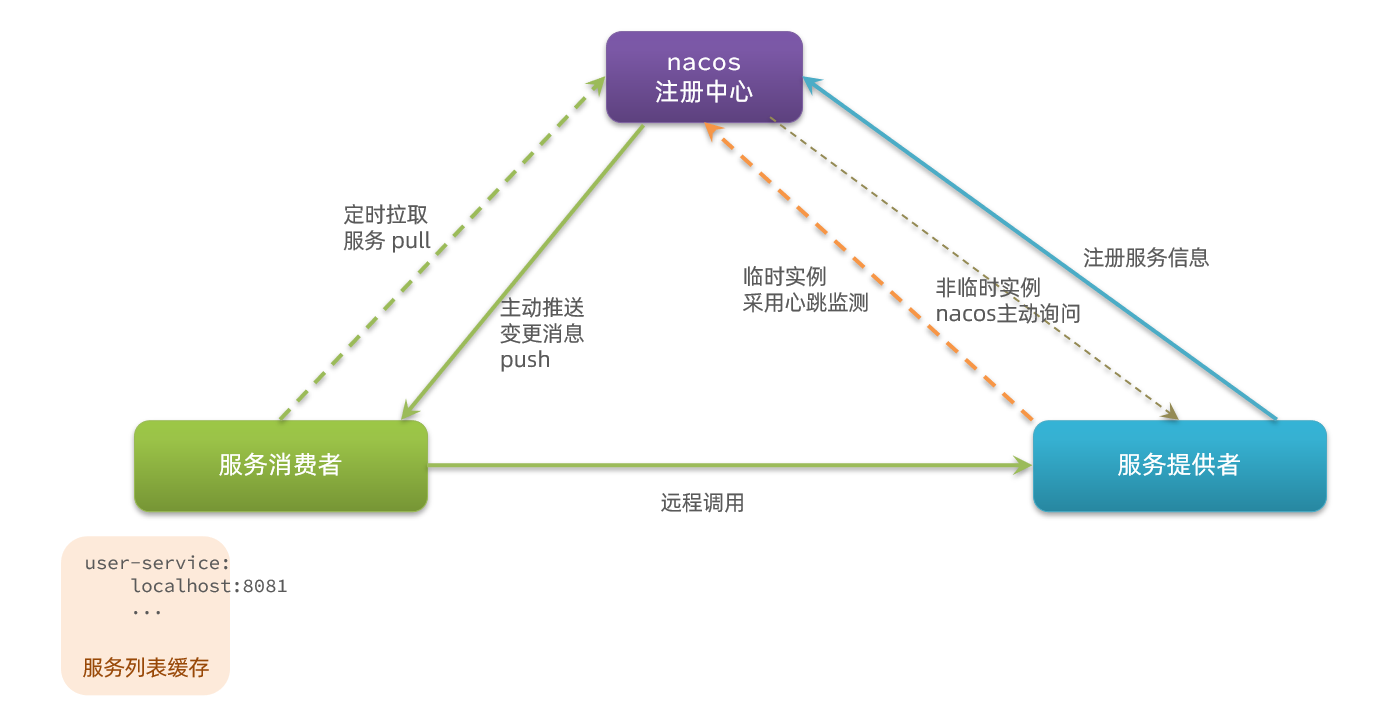 nacos
注册中心
定时拉取
服务 pull
主动推送
变更消息
push
临时实例
采用心跳监测
非临时实例
nacos主动询问
注册服务信息
服务消费者
服务提供者
远程调用
user-service:
localhost:8081
...
服务列表缓存